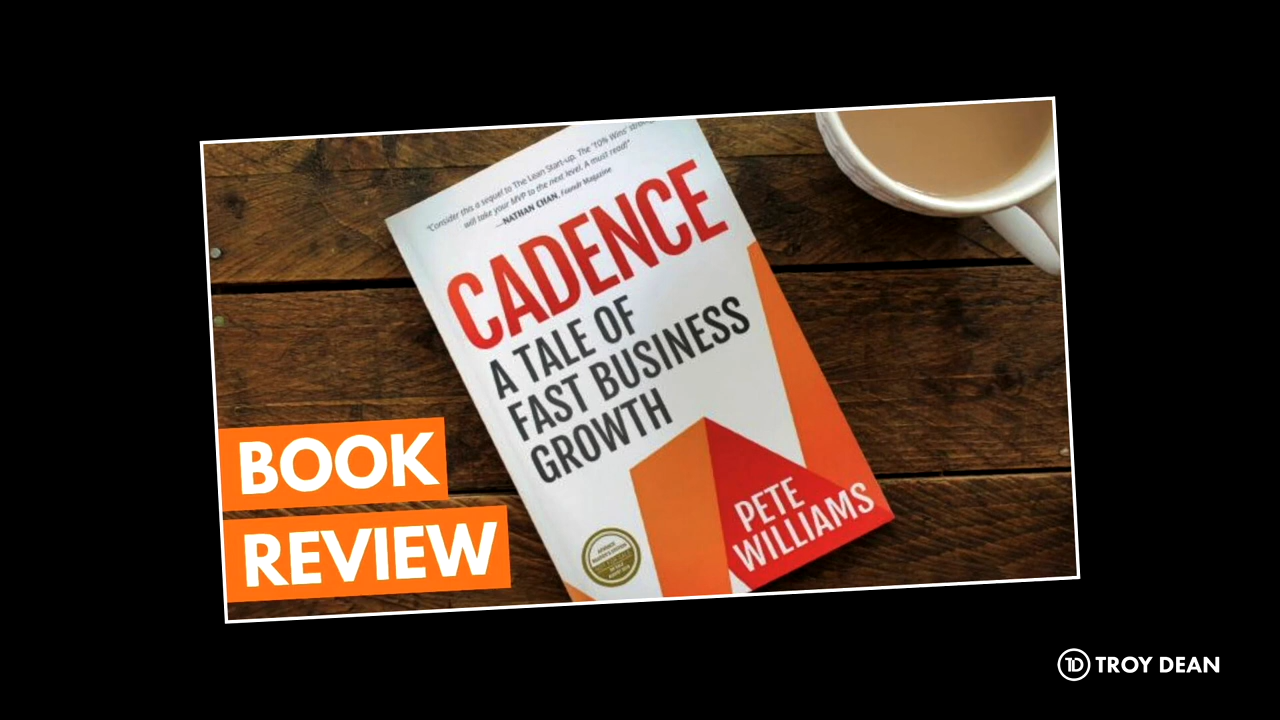 "Consider this a sequel to The Lean Start-up. The '10% Wins'
will take your MVP to the next level. A must read!"
—NATHAN CHAN, Foundr Magazine
CADENCE
A TALE OF
FAST BUSINESS
GROWTH
PETE
WILLIAMS
BOOK
REVIEW
TD TROY DEAN